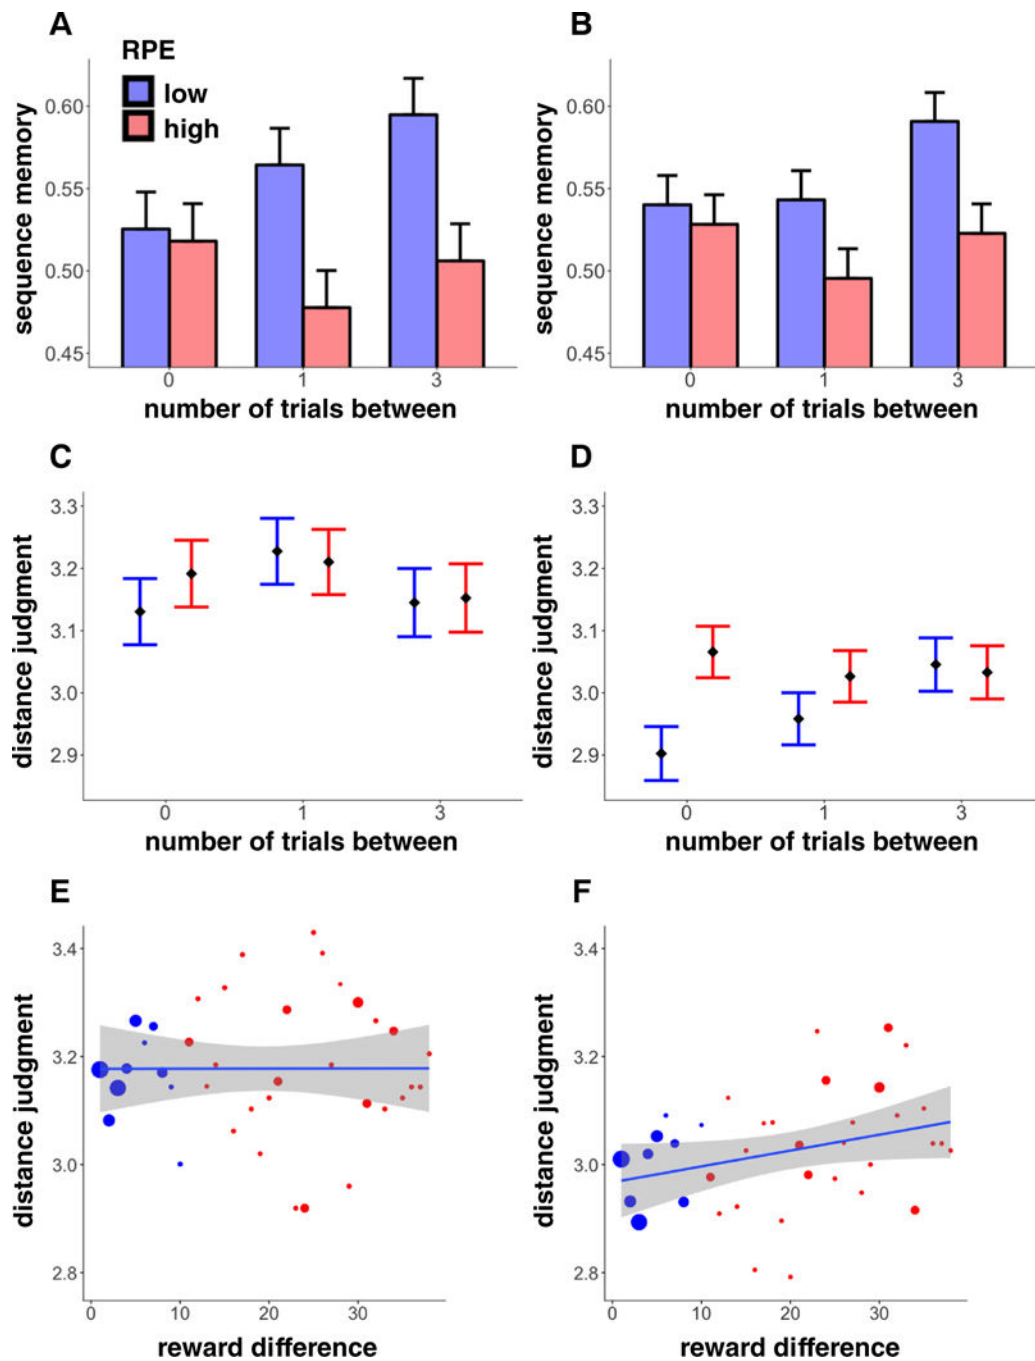 A
RPE
low
high
sequence memory
0.60
0.55
0.50
0.45
0 1 3
number of trials between
B
sequence memory
0.60
0.55
0.50
0.45
0 1 3
number of trials between
C
distance judgment
3.3
3.2
3.1
3.0
2.9
0 1 3
number of trials between
D
distance judgment
3.3
3.2
3.1
3.0
2.9
0 1 3
number of trials between
E
distance judgment
3.4
3.2
3.0
2.8
0 10 20 30
reward difference
F
distance judgment
3.4
3.2
3.0
2.8
0 10 20 30
reward difference